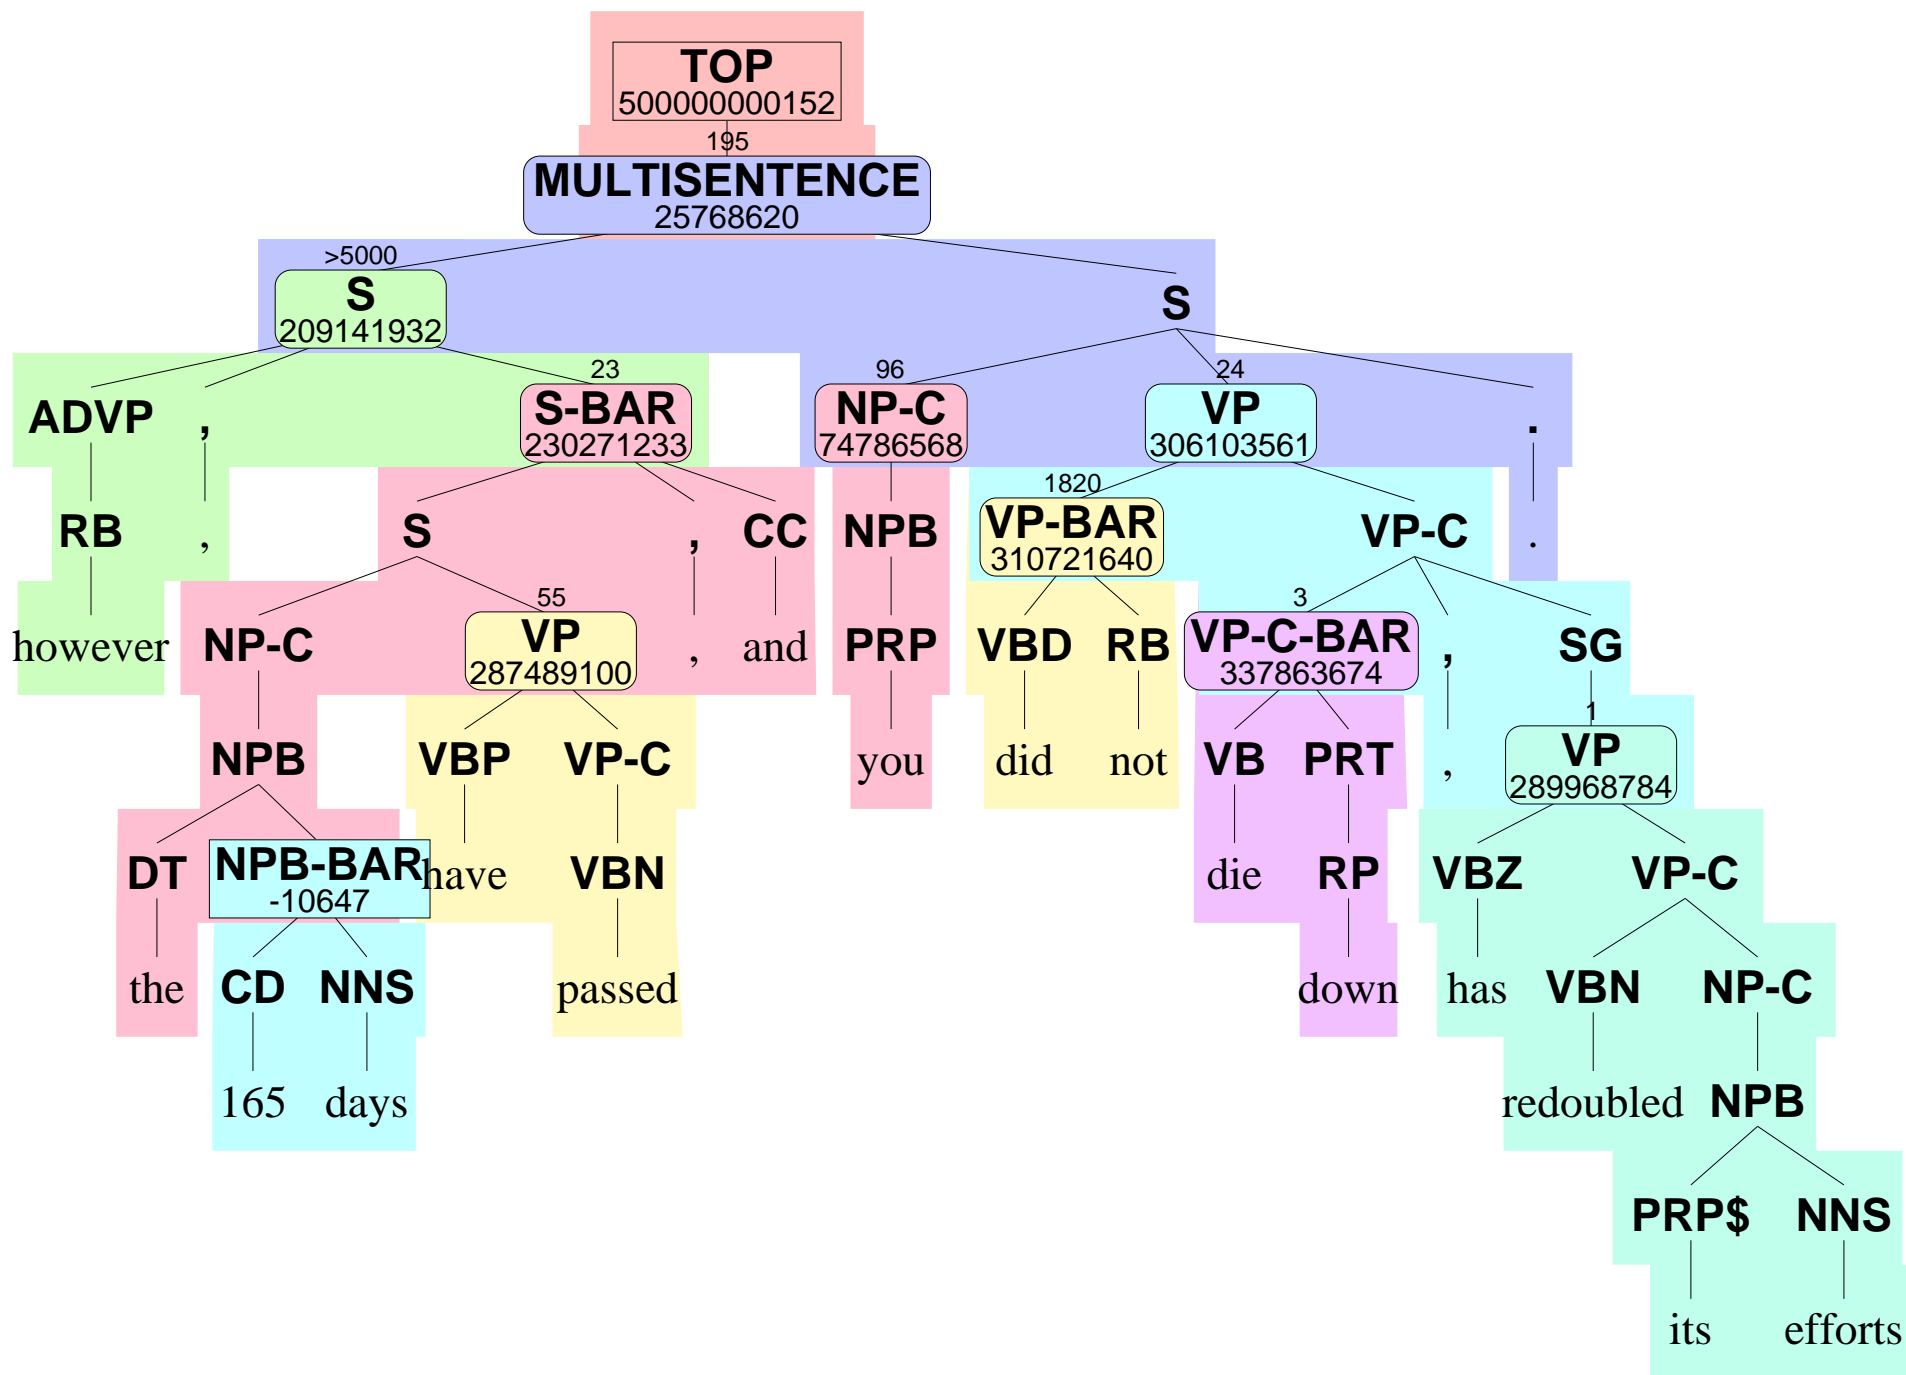 TOP
500000000152
195
MULTISENTENCE
25768620
>5000
S
209141932
S
23
96
24
ADVP , S-BAR NP-C VP .
230271233 74786568 306103561
1820
RB , S , CC NPB VP-BAR VP-C .
310721640
55
3
however NP-C VP , and PRP VBD RB VP-C-BAR , SG
287489100 337863674
1
NPB VBP VP-C you did not VB PRT , VP
289968784
DT NPB-BAR have VBN die RP VBZ VP-C
-10647
the CD NNS passed down has VBN NP-C
165 days redoubled NPB
PRP$ NNS
its efforts